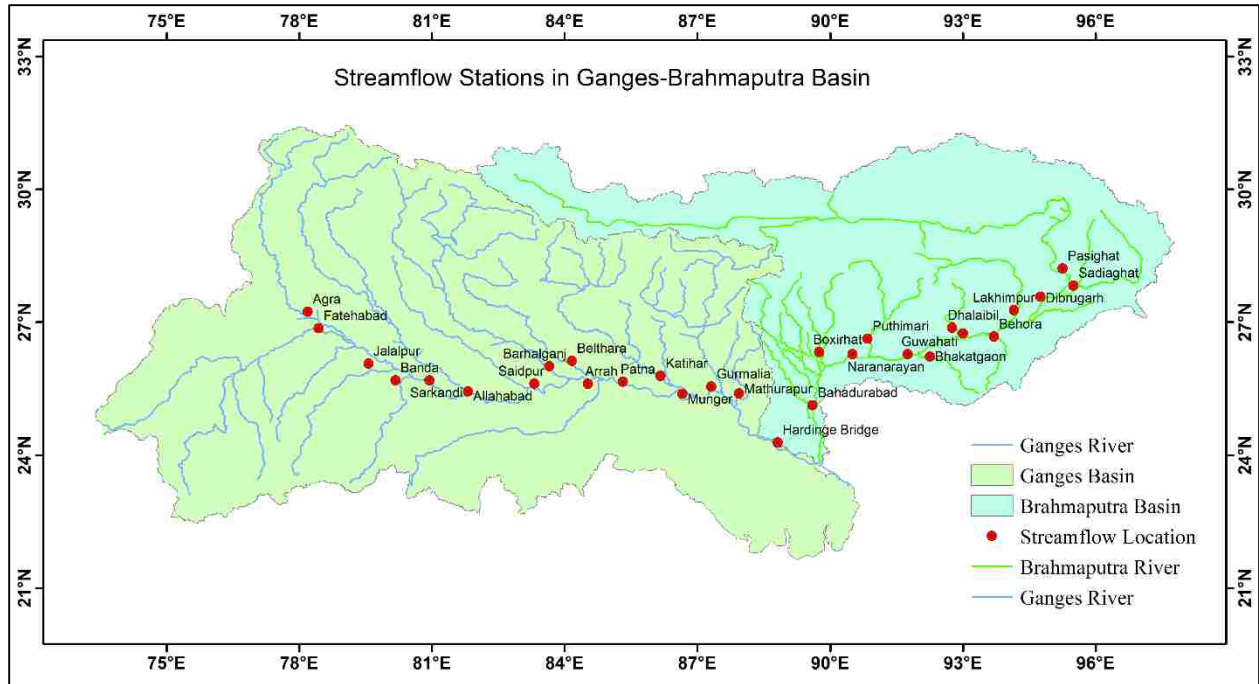 75°E 78°E 81°E 84°E 87°E 90°E 93°E 96°E
33°N 33°N
Streamflow Stations in Ganges-Brahmaputra Basin
30°N 30°N
Pasighat
Sadiaghat
Lakhimpur Dibrugarh
Agra
Fatehabad
27°N 27°N
Dhalaibil Behora
Puthimari
Boxirhat Guwahati
Bhakatgaon
Naranarayan
Jalalpur
Banda
Sarkandi
Allahabad
Barhalganj Belthara
Saidpur Arrah Patna Katihar
Munger
Gurmalia
Mathurapur Bahadurabad
Hardinge Bridge
24°N 24°N
Ganges River
Ganges Basin
Brahmaputra Basin
Streamflow Location
Brahmaputra River
Ganges River
21°N 21°N
75°E 78°E 81°E 84°E 87°E 90°E 93°E 96°E